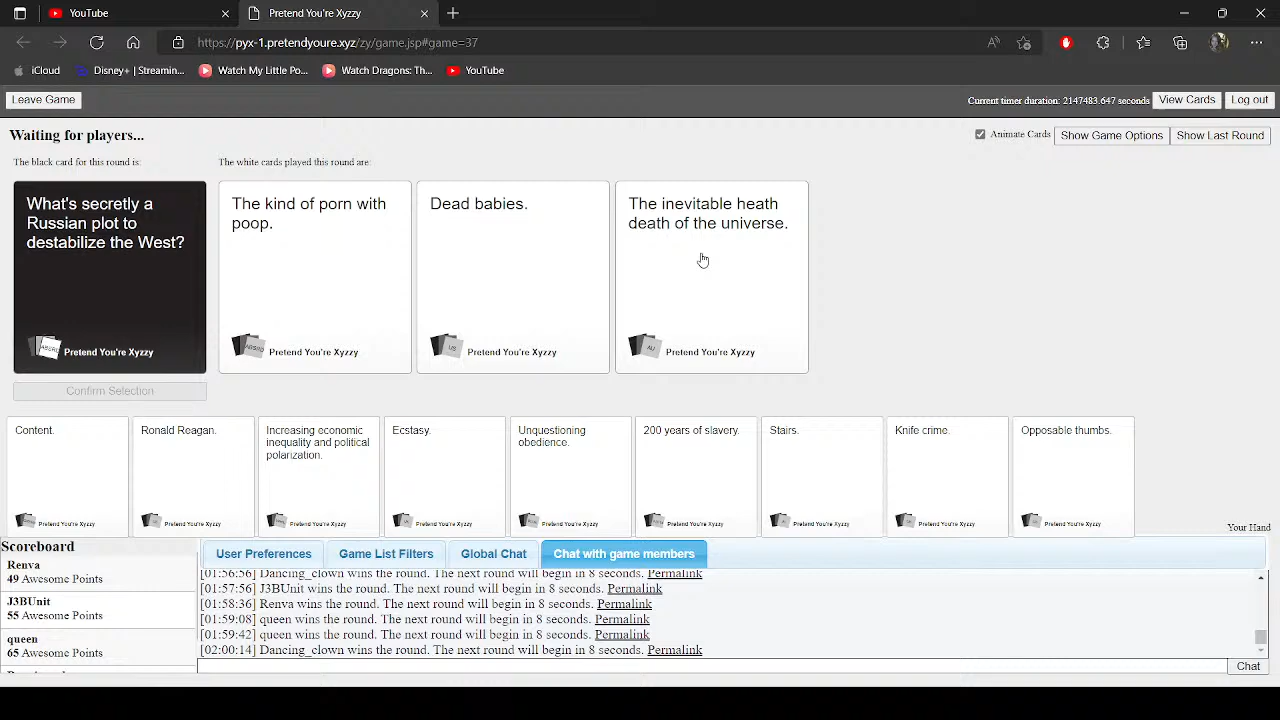 YouTube
Pretend You're Xyzzy
https://pyx-1.pretendyoure.xyz/zy/game.jsp#game=37
iCloud
Disney+ | Streamin...
Watch My Little Po...
Watch Dragons: Th...
YouTube
Leave Game
Current timer duration: 2147483.647 seconds
View Cards
Log out
Waiting for players...
Animate Cards
Show Game Options
Show Last Round
The black card for this round is:
The white cards played this round are:
What's secretly a
Russian plot to
destabilize the West?
Pretend You're Xyzzy
The kind of porn with
poop.
Pretend You're Xyzzy
Dead babies.
US
Pretend You're Xyzzy
The inevitable heath
death of the universe.
AU
Pretend You're Xyzzy
Confirm Selection
Content.
Pretend You're Xyzzy
Ronald Reagan.
Pretend You're Xyzzy
Increasing economic
inequality and political
polarization.
Pretend You're Xyzzy
Ecstasy.
Pretend You're Xyzzy
Unquestioning
obedience.
Pretend You're Xyzzy
200 years of slavery.
Pretend You're Xyzzy
Stairs.
Pretend You're Xyzzy
Knife crime.
Pretend You're Xyzzy
Opposable thumbs.
Pretend You're Xyzzy
Your Hand
Scoreboard
Renva
49 Awesome Points
J3BUnit
55 Awesome Points
queen
65 Awesome Points
User Preferences
Game List Filters
Global Chat
Chat with game members
[01:56:56] Dancing_clown wins the round. The next round will begin in 8 seconds. Permalink
[01:57:56] J3BUnit wins the round. The next round will begin in 8 seconds. Permalink
[01:58:36] Renva wins the round. The next round will begin in 8 seconds. Permalink
[01:59:08] queen wins the round. The next round will begin in 8 seconds. Permalink
[01:59:42] queen wins the round. The next round will begin in 8 seconds. Permalink
[02:00:14] Dancing_clown wins the round. The next round will begin in 8 seconds. Permalink
Chat